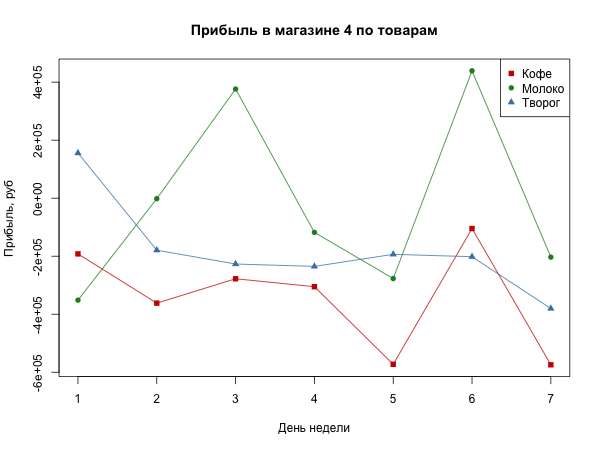 Прибыль в магазине 4 по товарам
Кофе
Молоко
Творог
Прибыль, руб
4e+05
2e+05
0e+00
-2e+05
-4e+05
-6e+05
1 2 3 4 5 6 7
День недели